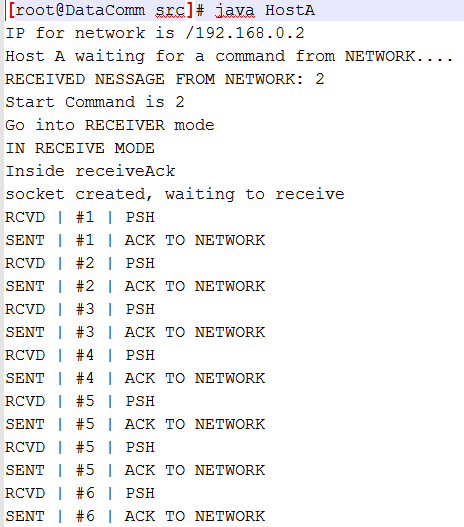 [root@DataComm src]# java HostA
IP for network is /192.168.0.2
Host A waiting for a command from NETWORK....
RECEIVED NESSAGE FROM NETWORK: 2
Start Command is 2
Go into RECEIVER mode
IN RECEIVE MODE
Inside receiveAck
socket created, waiting to receive
RCVD | #1 | PSH
SENT | #1 | ACK TO NETWORK
RCVD | #2 | PSH
SENT | #2 | ACK TO NETWORK
RCVD | #3 | PSH
SENT | #3 | ACK TO NETWORK
RCVD | #4 | PSH
SENT | #4 | ACK TO NETWORK
RCVD | #5 | PSH
SENT | #5 | ACK TO NETWORK
RCVD | #5 | PSH
SENT | #5 | ACK TO NETWORK
RCVD | #6 | PSH
SENT | #6 | ACK TO NETWORK